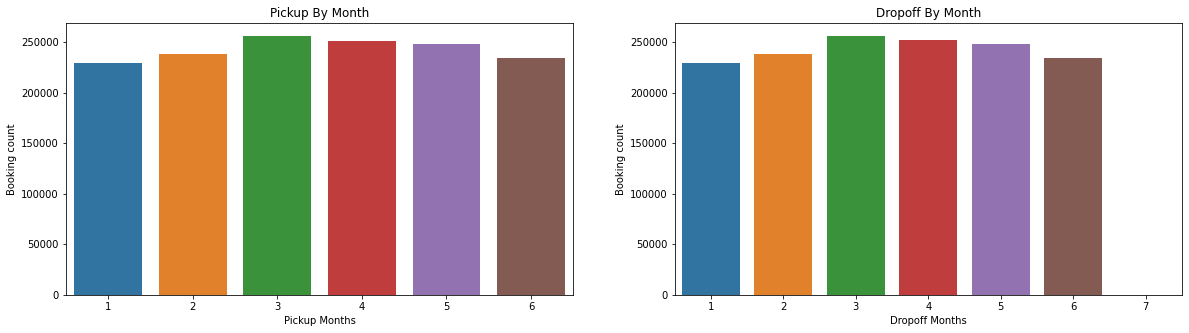 Pickup By Month
250000
200000
150000
100000
50000
0
Booking count
1 2 3 4 5 6
Pickup Months
Dropoff By Month
250000
200000
150000
100000
50000
0
Booking count
1 2 3 4 5 6 7
Dropoff Months